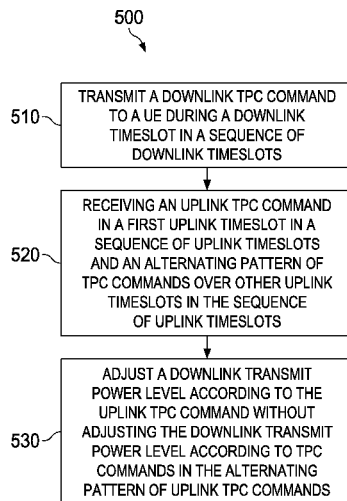 500
510
TRANSMIT A DOWNLINK TPC COMMAND
TO A UE DURING A DOWNLINK
TIMESLOT IN A SEQUENCE OF
DOWNLINK TIMESLOTS
520
RECEIVING AN UPLINK TPC COMMAND
IN A FIRST UPLINK TIMESLOT IN A
SEQUENCE OF UPLINK TIMESLOTS
AND AN ALTERNATING PATTERN OF
TPC COMMANDS OVER OTHER UPLINK
TIMESLOTS IN THE SEQUENCE
OF UPLINK TIMESLOTS
530
ADJUST A DOWNLINK TRANSMIT
POWER LEVEL ACCORDING TO THE
UPLINK TPC COMMAND WITHOUT
ADJUSTING THE DOWNLINK TRANSMIT
POWER LEVEL ACCORDING TO TPC
COMMANDS IN THE ALTERNATING
PATTERN OF UPLINK TPC COMMANDS